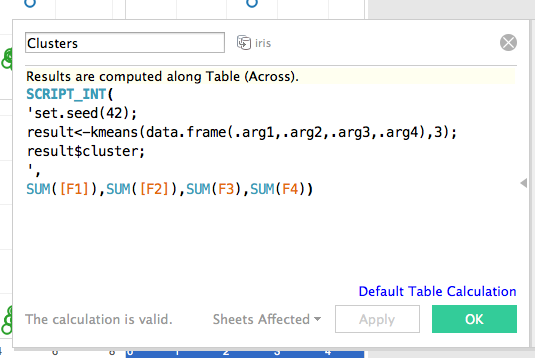 Clusters
iris
Results are computed along Table (Across).
SCRIPT_INT(
'set.seed(42);
result<-kmeans(data.frame(.arg1,.arg2,.arg3,.arg4),3);
result$cluster;
',
SUM([F1]),SUM([F2]),SUM(F3),SUM(F4))
Default Table Calculation
The calculation is valid.
Sheets Affected
Apply
OK
6 8 0 1 2 3 4